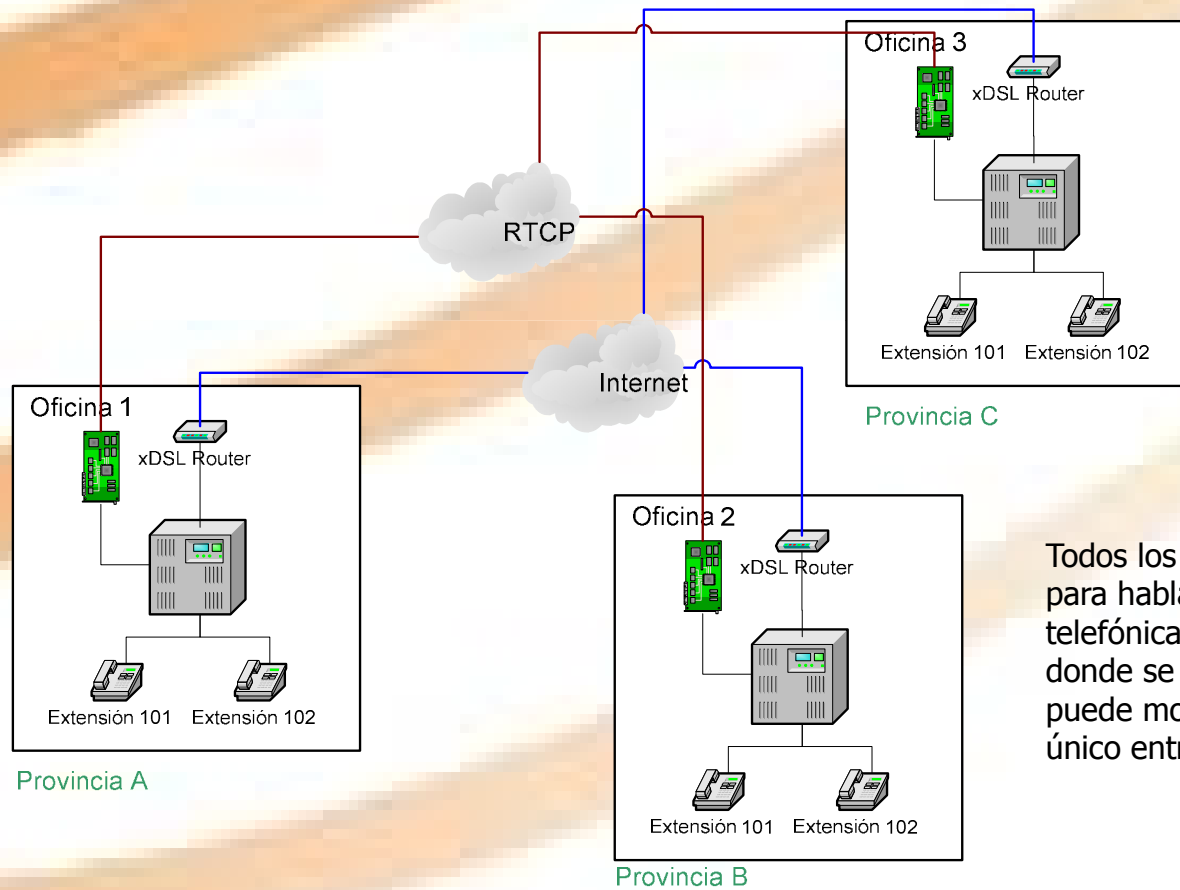 Oficina 3
xDSL Router
Extensión 101
Extensión 102
Provincia C
RTCP
Internet
Oficina 1
xDSL Router
Extensión 101
Extensión 102
Provincia A
Oficina 2
xDSL Router
Extensión 101
Extensión 102
Provincia B
Todos los
para habla
telefónica
donde se
puede mo
único entr